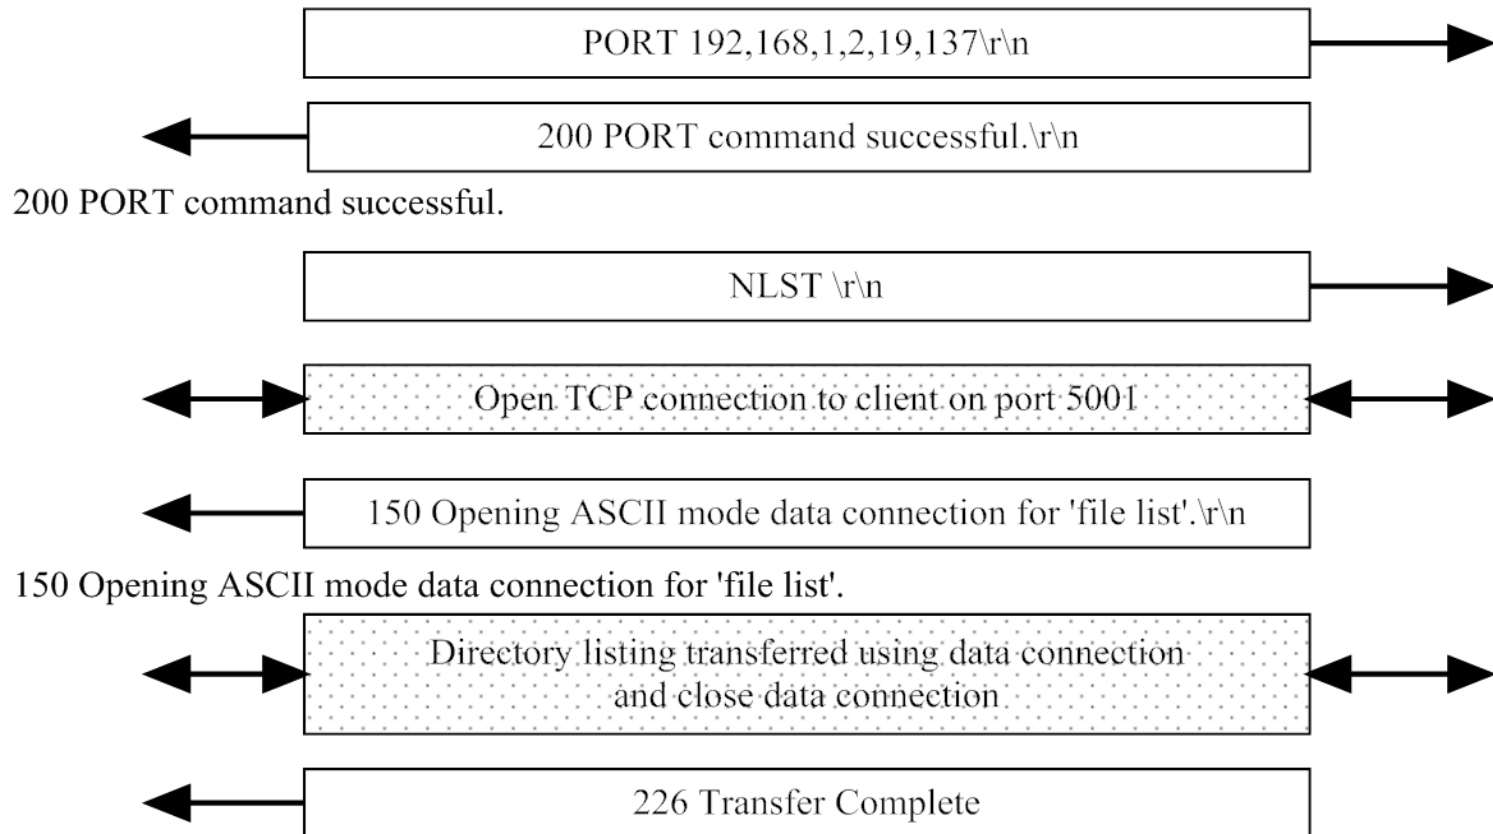 PORT 192,168,1,2,19,137\r\n
200 PORT command successful.\r\n
200 PORT command successful.
NLST \r\n
Open TCP connection to client on port 5001
150 Opening ASCII mode data connection for 'file list'.\r\n
150 Opening ASCII mode data connection for 'file list'.
Directory listing transferred using data connection
and close data connection
226 Transfer Complete